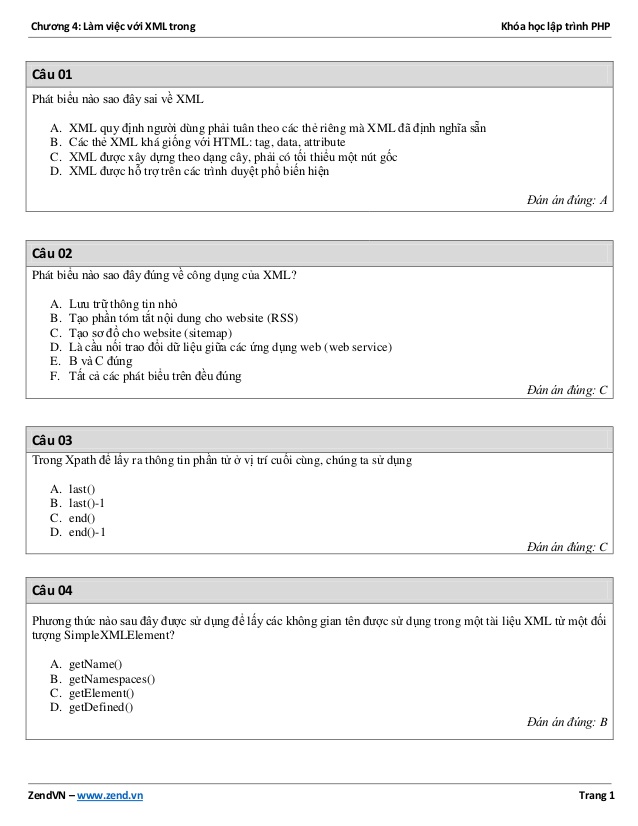 Chương 4: Làm việc với XML trong Khóa học lập trình PHP
Câu 01
Phát biểu nào sao đây sai về XML
A. XML quy định người dùng phải tuân theo các thẻ riêng mà XML đã định nghĩa sẵn
B. Các thẻ XML khá giống với HTML: tag, data, attribute
C. XML được xây dựng theo dạng cây, phải có tối thiểu một nút gốc
D. XML được hỗ trợ trên các trình duyệt phổ biến hiện
Đán án đúng: A
Câu 02
Phát biểu nào sao đây đúng về công dụng của XML?
A. Lưu trữ thông tin nhỏ
B. Tạo phần tóm tắt nội dung cho website (RSS)
C. Tạo sơ đồ cho website (sitemap)
D. Là cầu nối trao đổi dữ liệu giữa các ứng dụng web (web service)
E. B và C đúng
F. Tất cả các phát biểu trên đều đúng
Đán án đúng: C
Câu 03
Trong Xpath để lấy ra thông tin phần tử ở vị trí cuối cùng, chúng ta sử dụng
A. last()
B. last()-1
C. end()
D. end()-1
Đán án đúng: C
Câu 04
Phương thức nào sau đây được sử dụng để lấy các không gian tên được sử dụng trong một tài liệu XML từ một đối
tượng SimpleXMLElement?
A. getName()
B. getNamespaces()
C. getElement()
D. getDefined()
Đán án đúng: B
ZendVN – www.zend.vn Trang 1